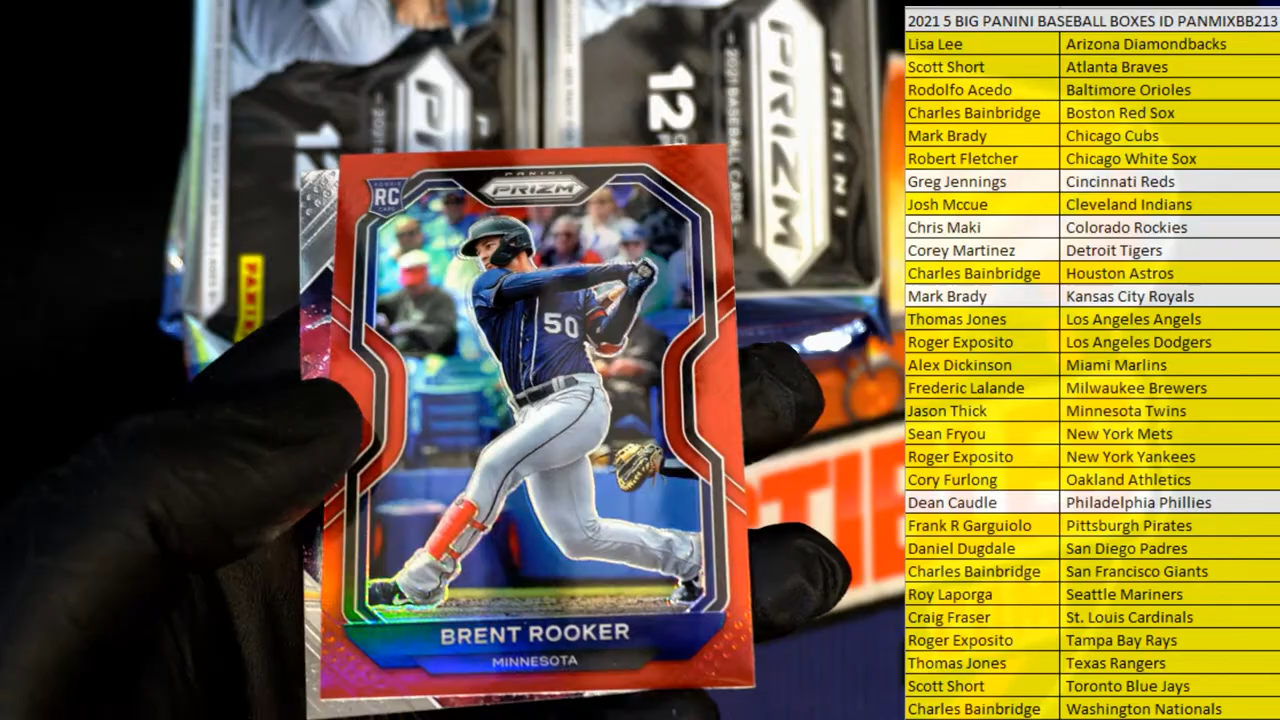 PANINI
PRIZM
2021 BASEBALL CARDS
12
PANINI
RC
PANINI
PRIZM
50
BRENT ROOKER
MINNESOTA
2021 5 BIG PANINI BASEBALL BOXES ID PANMIXBB213
Lisa Lee Arizona Diamondbacks
Scott Short Atlanta Braves
Rodolfo Acedo Baltimore Orioles
Charles Bainbridge Boston Red Sox
Mark Brady Chicago Cubs
Robert Fletcher Chicago White Sox
Greg Jennings Cincinnati Reds
Josh Mccue Cleveland Indians
Chris Maki Colorado Rockies
Corey Martinez Detroit Tigers
Charles Bainbridge Houston Astros
Mark Brady Kansas City Royals
Thomas Jones Los Angeles Angels
Roger Exposito Los Angeles Dodgers
Alex Dickinson Miami Marlins
Frederic Lalande Milwaukee Brewers
Jason Thick Minnesota Twins
Sean Fryou New York Mets
Roger Exposito New York Yankees
Cory Furlong Oakland Athletics
Dean Caudle Philadelphia Phillies
Frank R Garguiolo Pittsburgh Pirates
Daniel Dugdale San Diego Padres
Charles Bainbridge San Francisco Giants
Roy Laporga Seattle Mariners
Craig Fraser St. Louis Cardinals
Roger Exposito Tampa Bay Rays
Thomas Jones Texas Rangers
Scott Short Toronto Blue Jays
Charles Bainbridge Washington Nationals